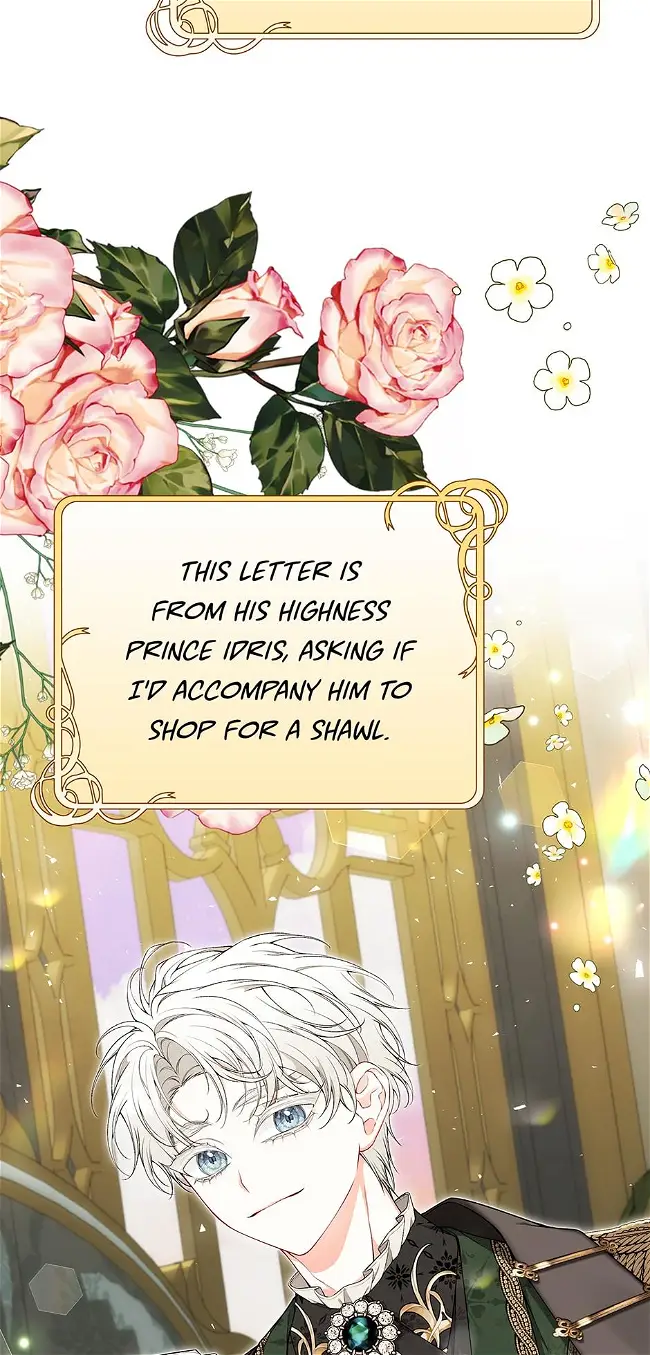 THIS LETTER IS
FROM HIS HIGHNESS
PRINCE IDRIS, ASKING IF
I'D ACCOMPANY HIM TO
SHOP FOR A SHAWL.